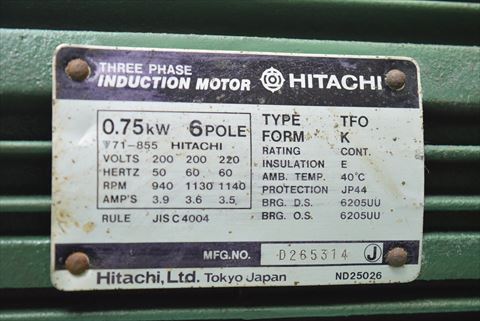 THREE PHASE
INDUCTION MOTOR HITACHI
0.75kW 6POLE
771-855 HITACHI
VOLTS 200 200 220
HERTZ 50 60 60
RPM 940 1130 1140
AMP'S 3.9 3.6 3.5
RULE JIS C 4004
TYPE TFO
FORM K
RATING CONT.
INSULATION E
AMB. TEMP. 40°C
PROTECTION JP44
BRG. D.S. 6205UU
BRG. O.S. 6205UU
MFG.NO. D265314 J
Hitachi, Ltd. Tokyo Japan ND25026